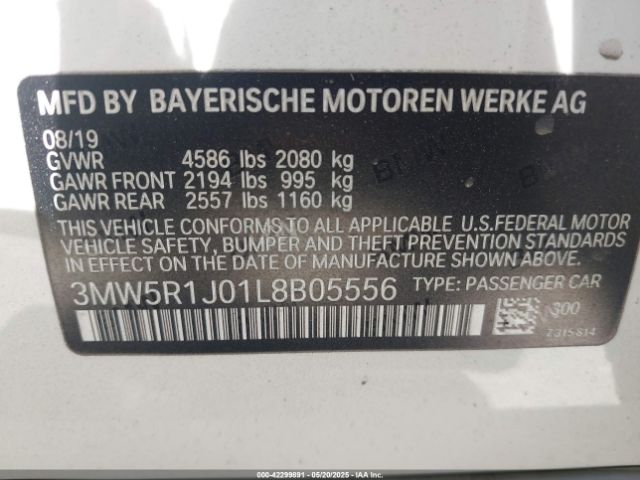 MFD BY BAYERISCHE MOTOREN WERKE AG
08/19
GVWR 4586 lbs 2080 kg
GAWR FRONT 2194 lbs 995 kg
GAWR REAR 2557 lbs 1160 kg
THIS VEHICLE CONFORMS TO ALL APPLICABLE U.S.FEDERAL MOTOR
VEHICLE SAFETY, BUMPER AND THEFT PREVENTION STANDARDS
IN EFFECT ON THE DATE OF MANUFACTURE SHOWN ABOVE.
3MW5R1J01L8B05556 TYPE: PASSENGER CAR
300
7315814
000-42299891 - 05/20/2025 - IAAI, Inc.